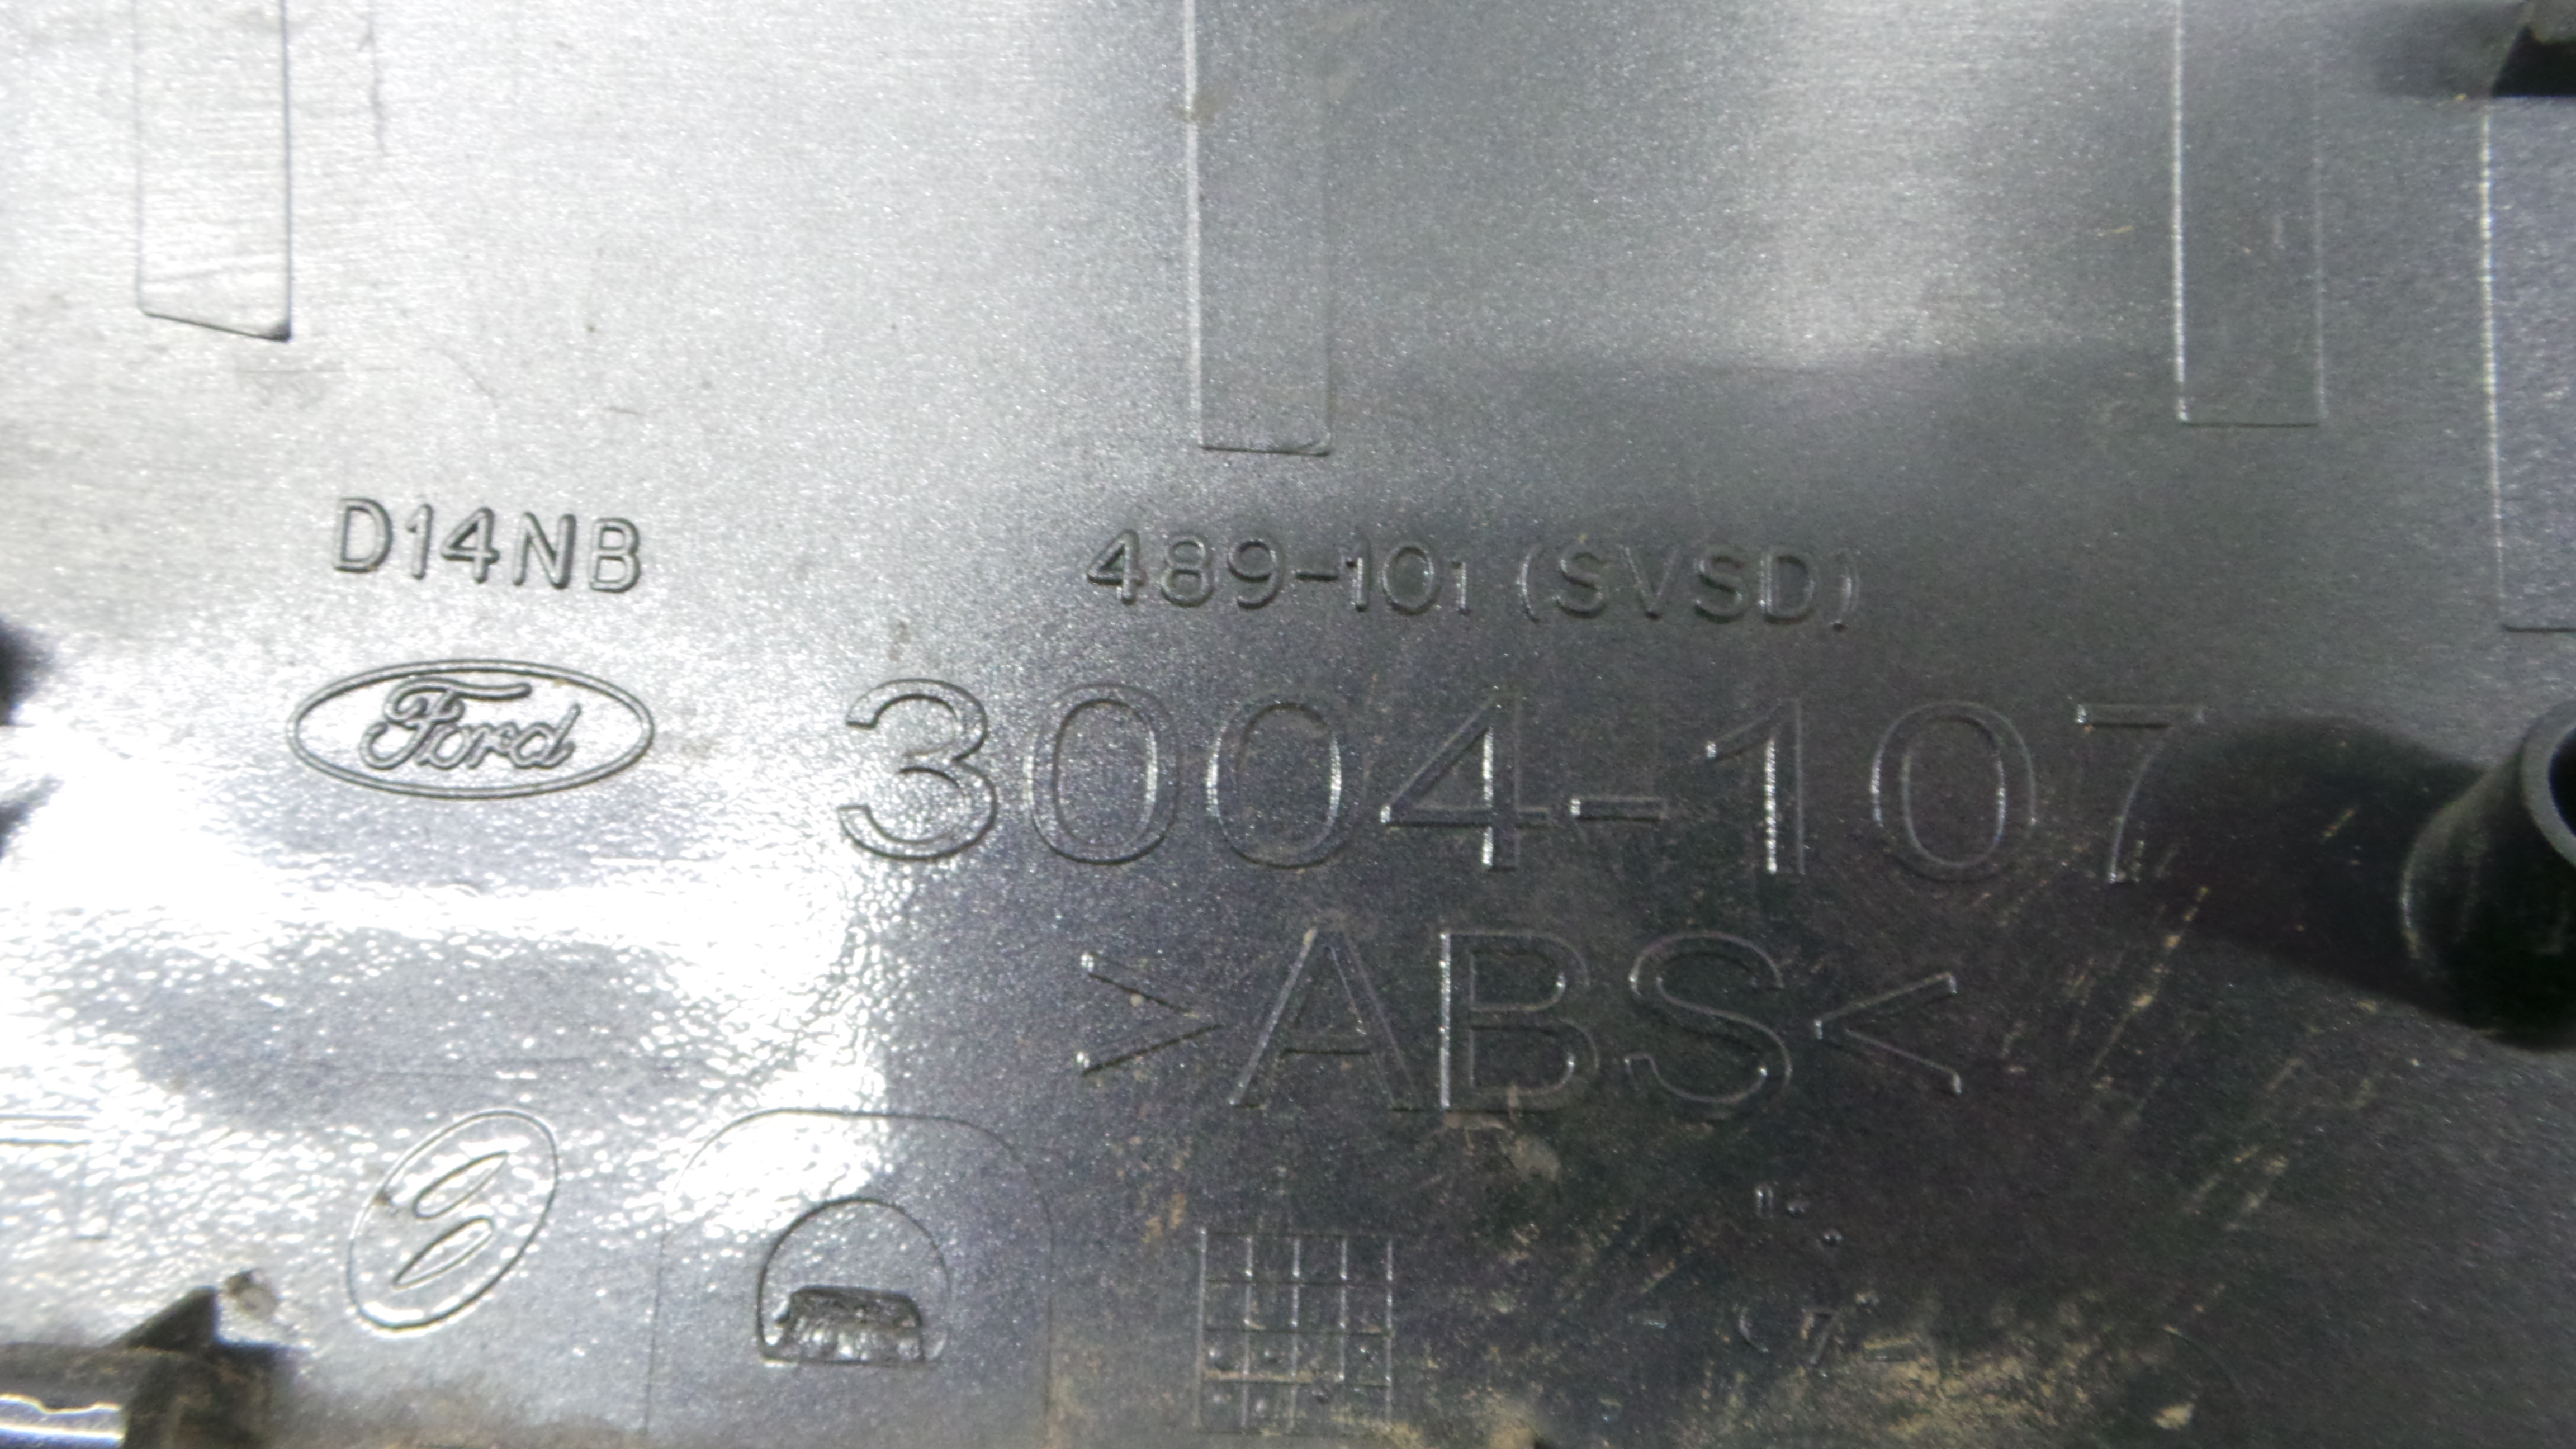 D14NB
489-101 (SVSD)
Ford
3004-107
>ABS<